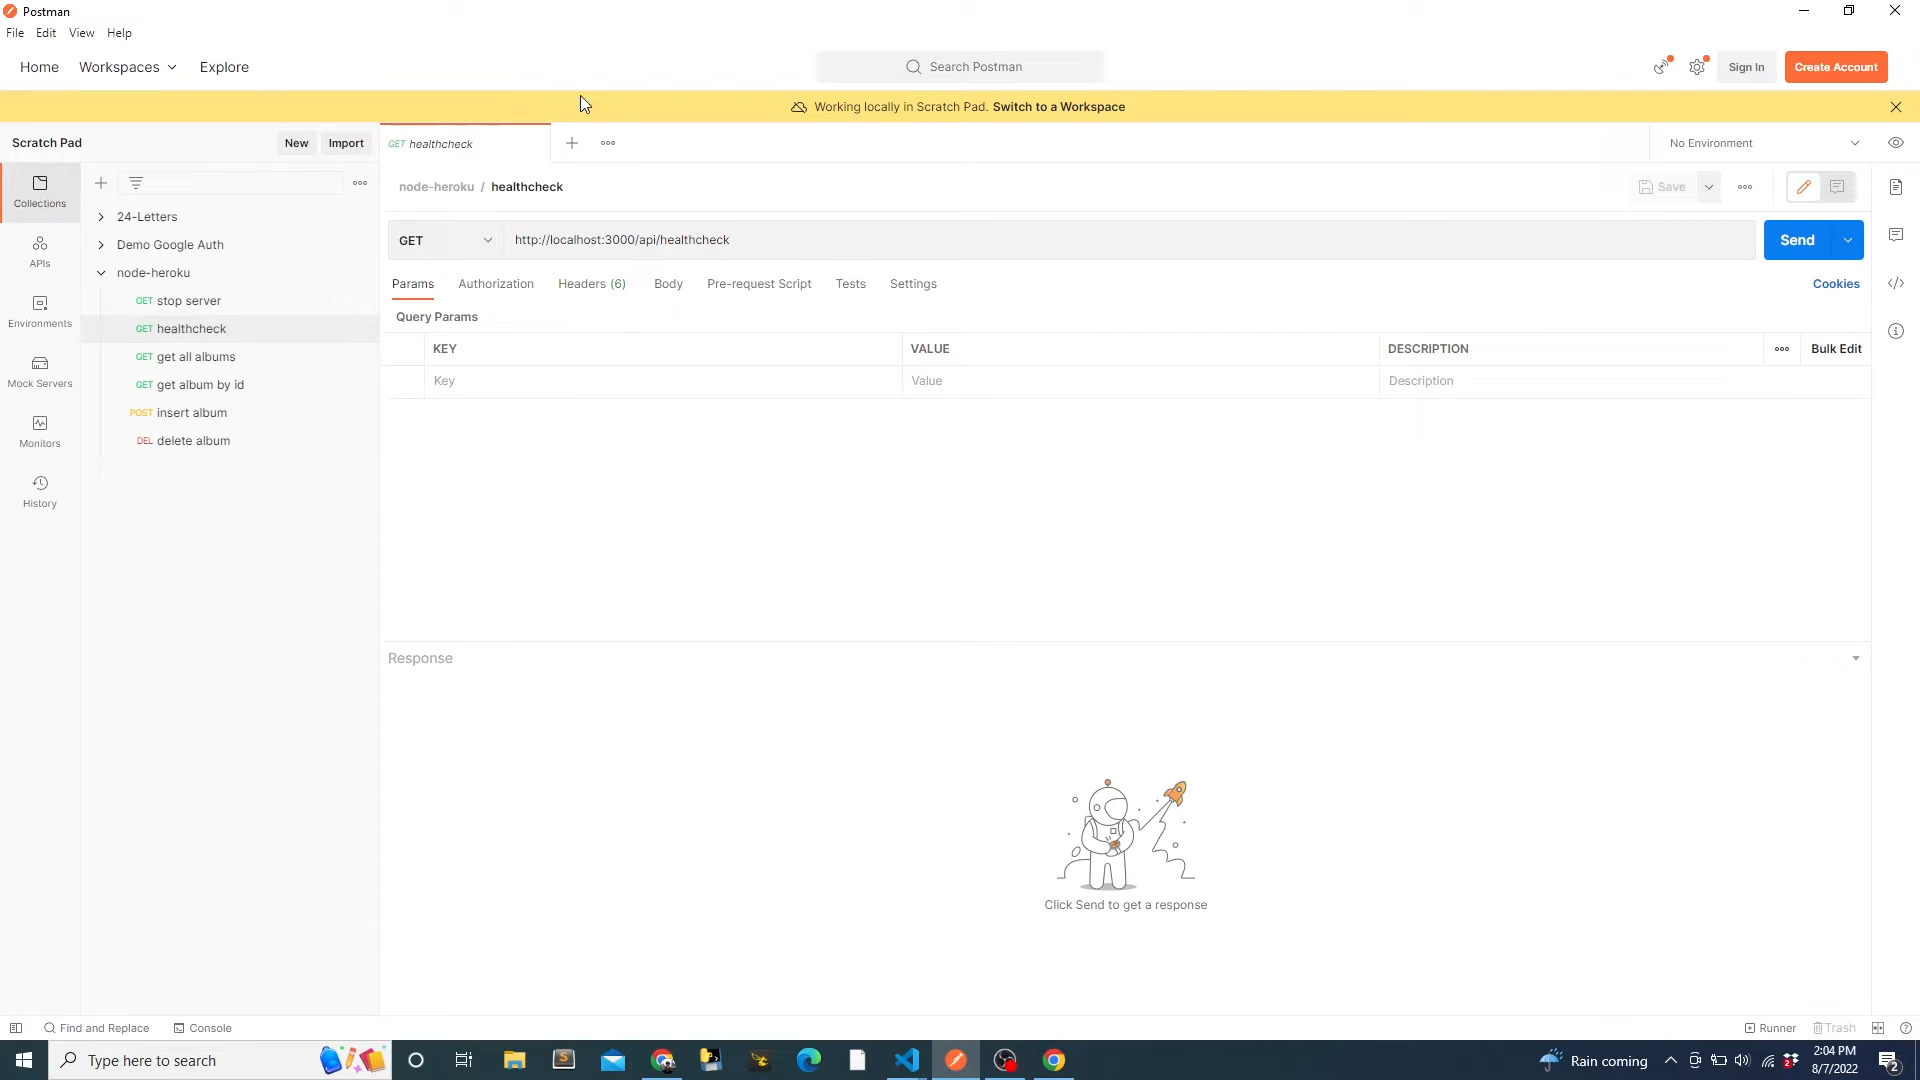 Postman
File Edit View Help
Home Workspaces Explore Search Postman Sign In Create Account
Working locally in Scratch Pad. Switch to a Workspace
Scratch Pad New Import GET healthcheck No Environment
node-heroku / healthcheck Save
Collections
24-Letters
GET http://localhost:3000/api/healthcheck Send
Demo Google Auth
APIs
node-heroku
Params Authorization Headers (6) Body Pre-request Script Tests Settings Cookies
GET stop server
Query Params
Environments
GET healthcheck
KEY VALUE DESCRIPTION Bulk Edit
GET get all albums
Key Value Description
Mock Servers
GET get album by id
POST insert album
Monitors
DEL delete album
History
Response
Click Send to get a response
Find and Replace Console Runner Trash
Type here to search Rain coming 2:04 PM
8/7/2022
2